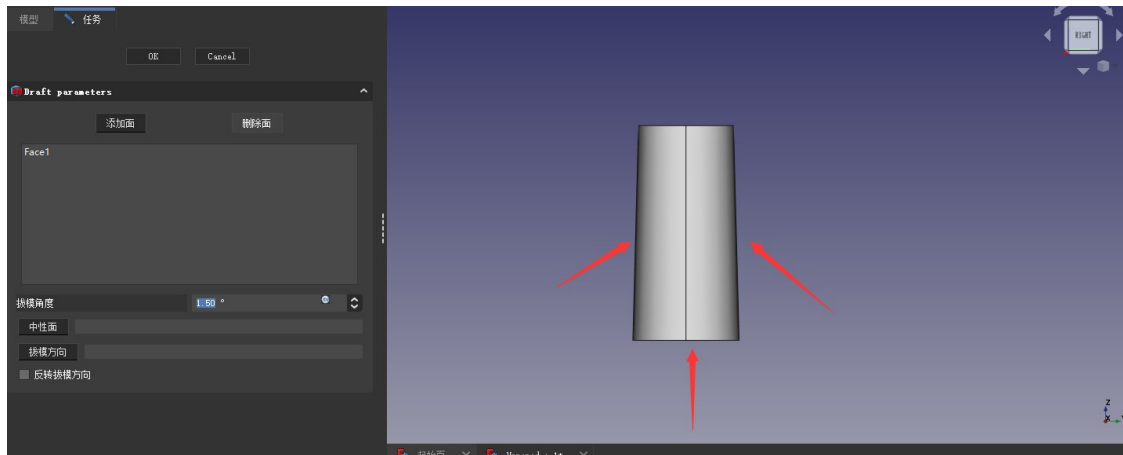 模型 任务
OK Cancel
Draft parameters
添加面 删除面
Face1
拔模角度 1.50 °
中性面
拔模方向
反转拔模方向
RIGHT
Z